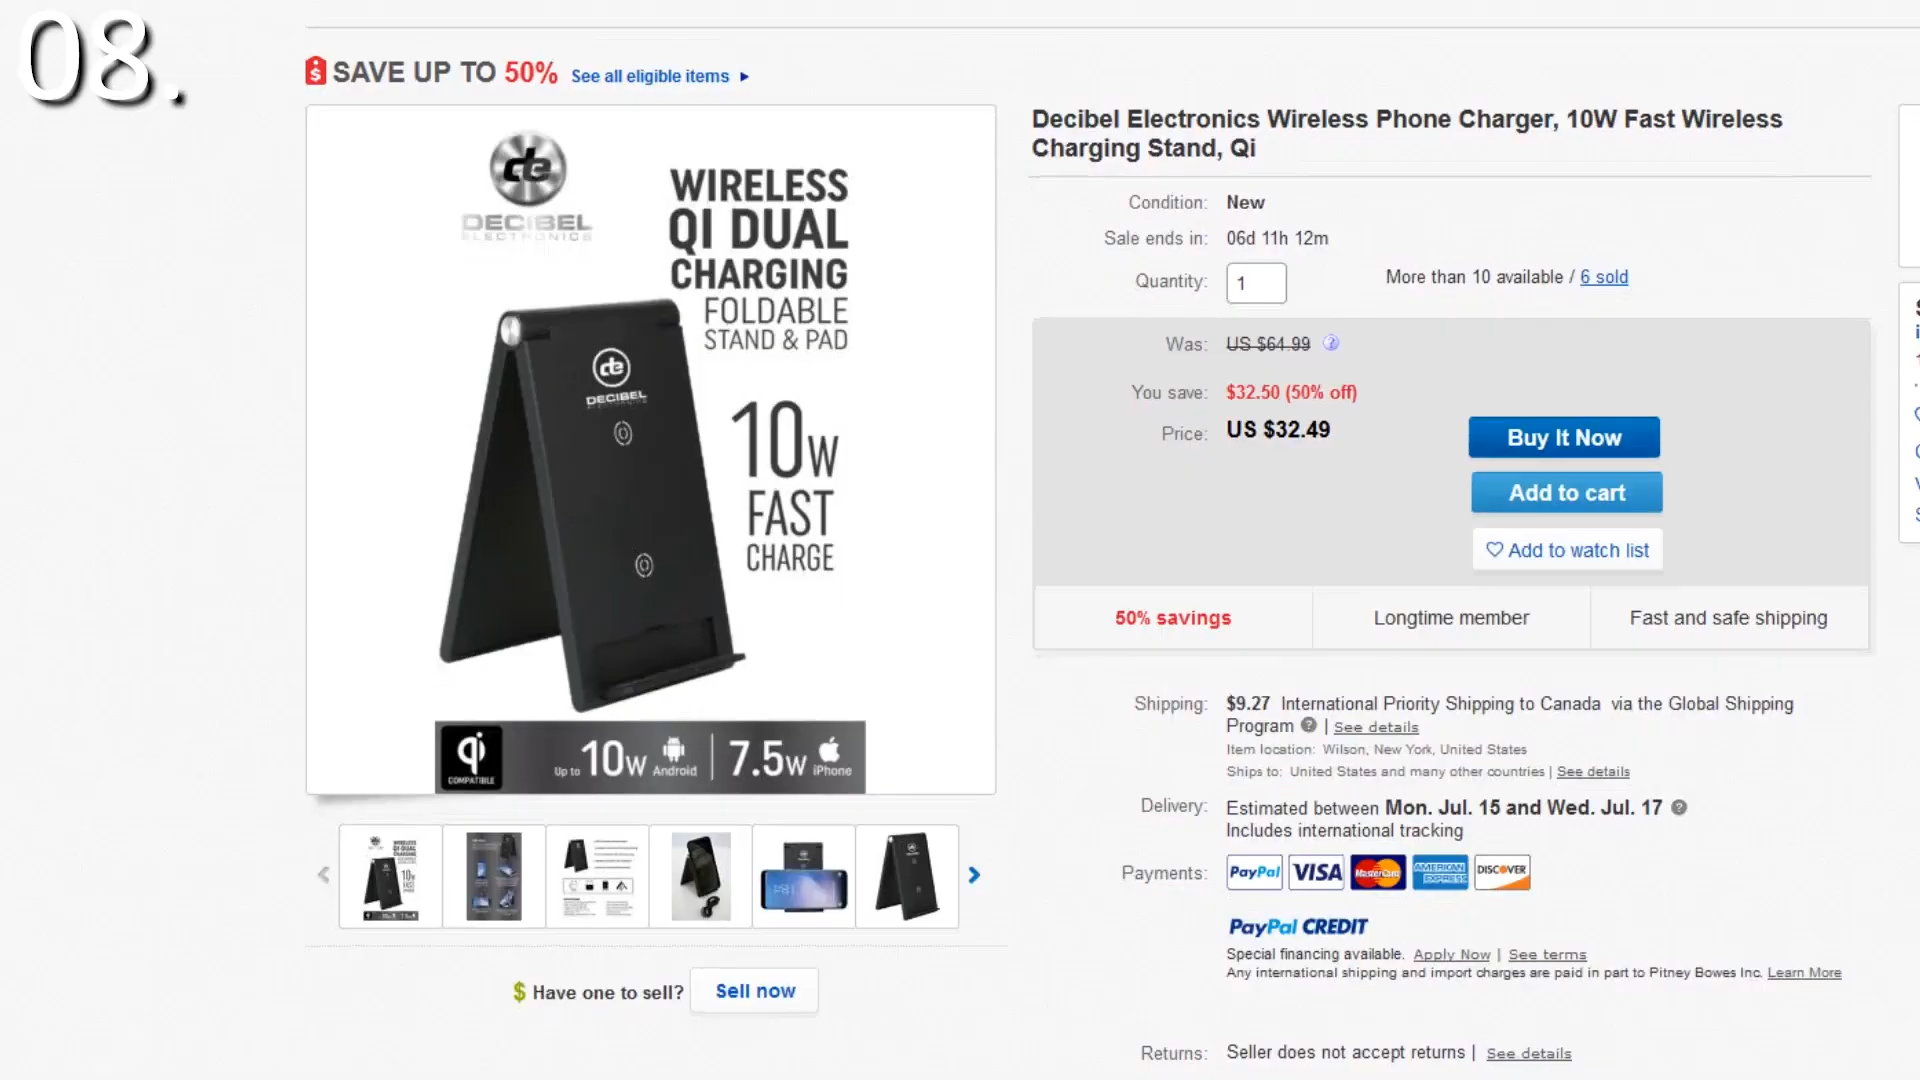 08.
SAVE UP TO 50% See all eligible items
de
DECIBEL
ELECTRONICS
WIRELESS
QI DUAL
CHARGING
FOLDABLE
STAND & PAD
de
DECIBEL
10W
FAST
CHARGE
qi
COMPATIBLE
Up to 10W Android | 7.5W iPhone
$ Have one to sell? Sell now
Decibel Electronics Wireless Phone Charger, 10W Fast Wireless
Charging Stand, Qi
Condition: New
Sale ends in: 06d 11h 12m
Quantity: 1 More than 10 available / 6 sold
Was: US $64.99 ?
You save: $32.50 (50% off)
Price: US $32.49
Buy It Now
Add to cart
Add to watch list
50% savings Longtime member Fast and safe shipping
Shipping: $9.27 International Priority Shipping to Canada via the Global Shipping
Program ? | See details
Item location: Wilson, New York, United States
Ships to: United States and many other countries | See details
Delivery: Estimated between Mon. Jul. 15 and Wed. Jul. 17 ?
Includes international tracking
Payments: PayPal VISA MasterCard AMERICAN EXPRESS DISCOVER
PayPal CREDIT
Special financing available. Apply Now | See terms
Any international shipping and import charges are paid in part to Pitney Bowes Inc. Learn More
Returns: Seller does not accept returns | See details